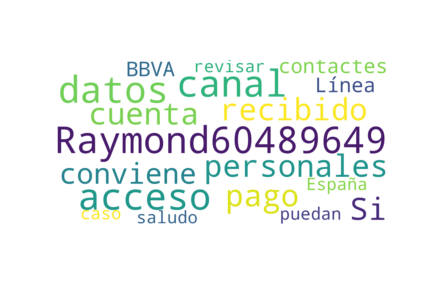 BBVA revisar contactes
datos canal Línea
cuenta recibido
Raymond60489649
conviene personales
acceso pago España
caso saludo puedan Si